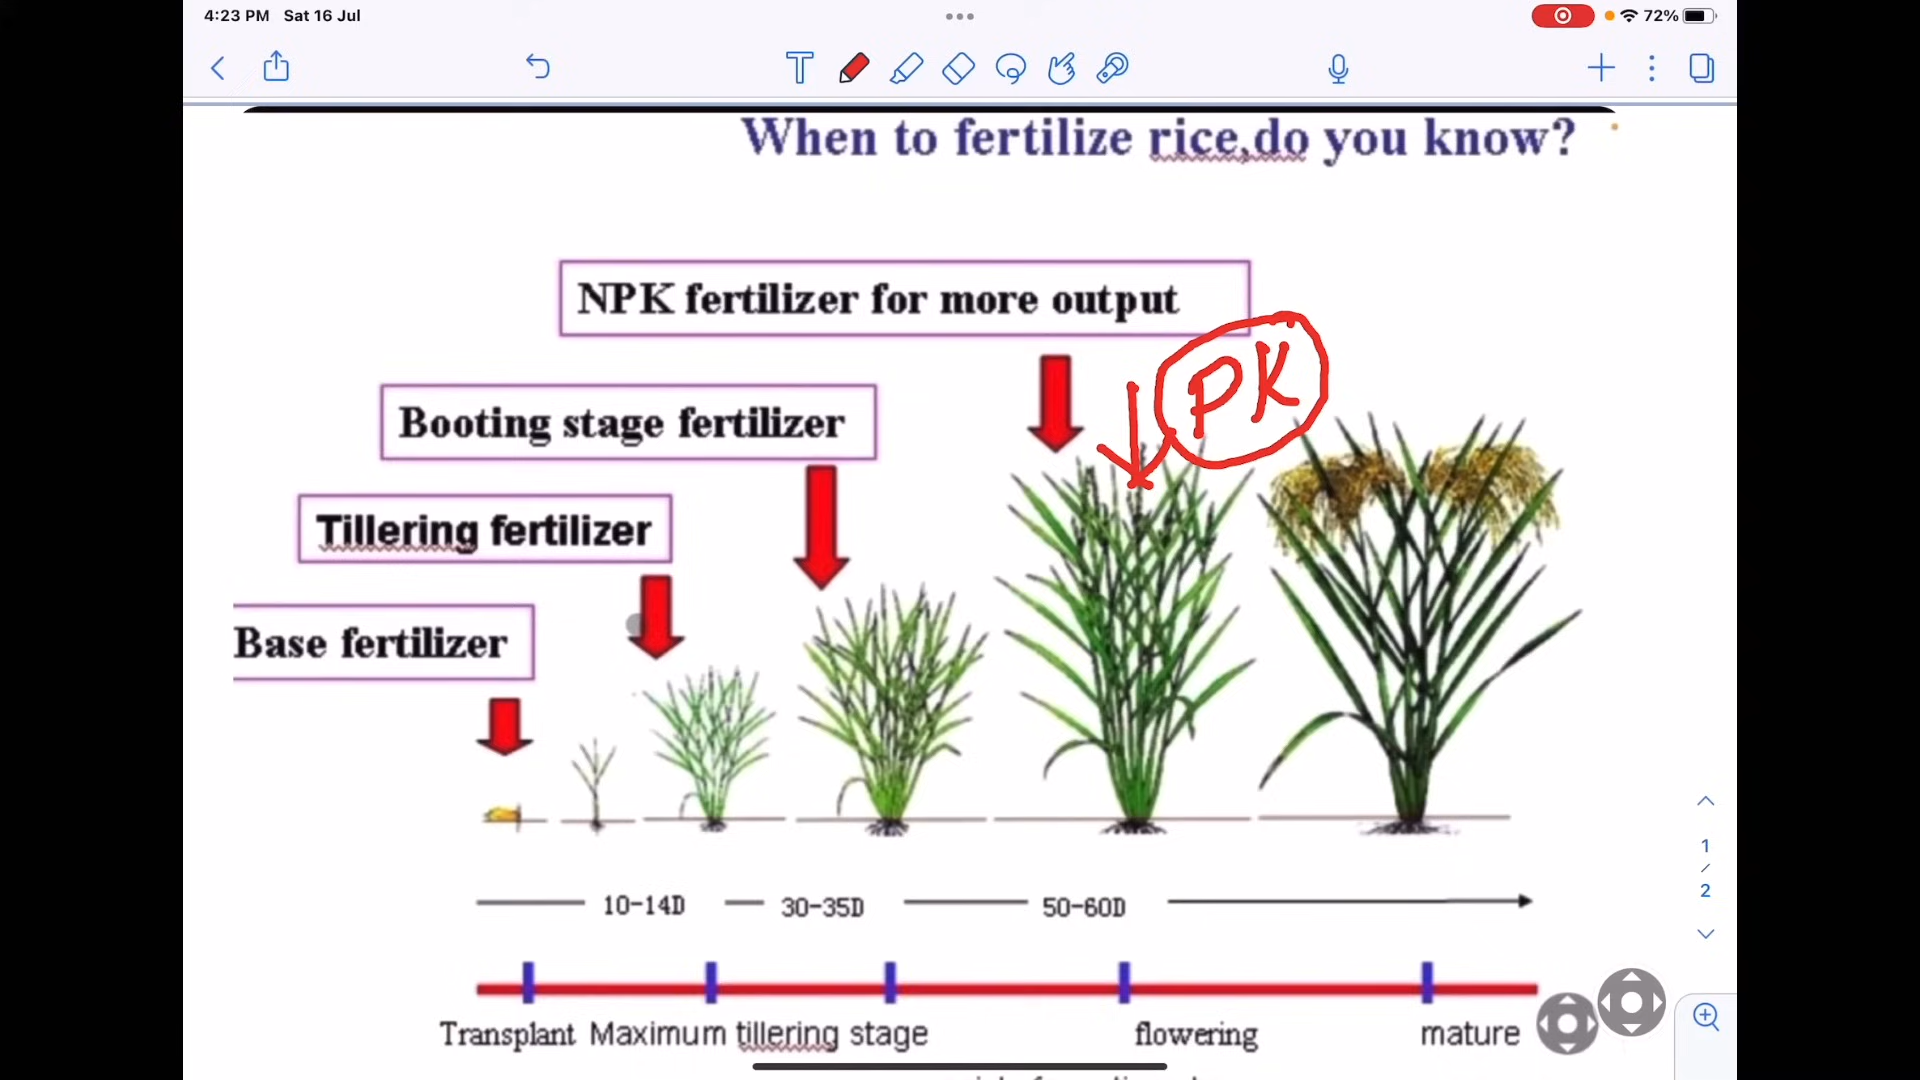 4:23 PM Sat 16 Jul
72%
When to fertilize rice,do you know?
NPK fertilizer for more output
PK
Booting stage fertilizer
Tillering fertilizer
Base fertilizer
10-14D
30-35D
50-60D
1
/
2
Transplant
Maximum tillering stage
flowering
mature